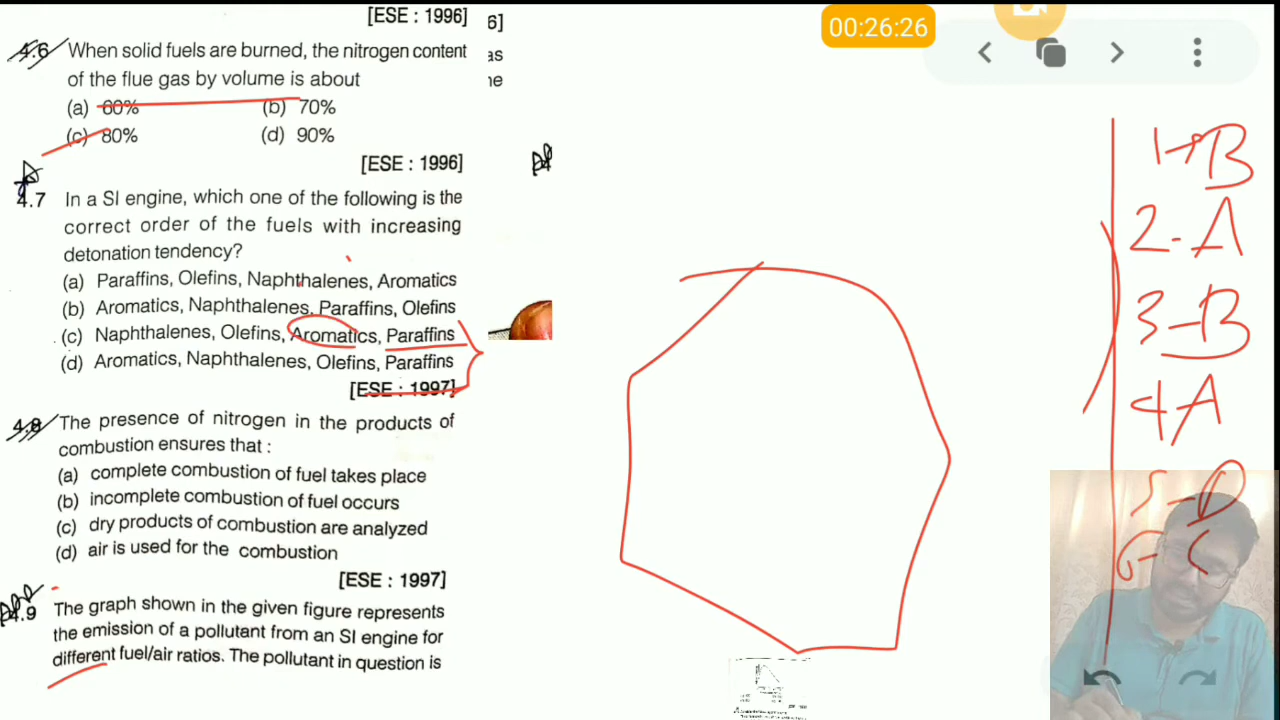 [ESE : 1996]
6]
00:26:26
4.6 When solid fuels are burned, the nitrogen content
as
of the flue gas by volume is about
ne
(a) 60% (b) 70%
(c) 80% (d) 90%
[ESE : 1996]
4.7 In a SI engine, which one of the following is the
correct order of the fuels with increasing
detonation tendency?
(a) Paraffins, Olefins, Naphthalenes, Aromatics
(b) Aromatics, Naphthalenes, Paraffins, Olefins
(c) Naphthalenes, Olefins, Aromatics, Paraffins
(d) Aromatics, Naphthalenes, Olefins, Paraffins
[ESE : 1997]
4.8 The presence of nitrogen in the products of
combustion ensures that :
(a) complete combustion of fuel takes place
(b) incomplete combustion of fuel occurs
(c) dry products of combustion are analyzed
(d) air is used for the combustion
[ESE : 1997]
4.9 The graph shown in the given figure represents
the emission of a pollutant from an SI engine for
different fuel/air ratios. The pollutant in question is
1→B
2-A
3-B
4A
5-D
6-C